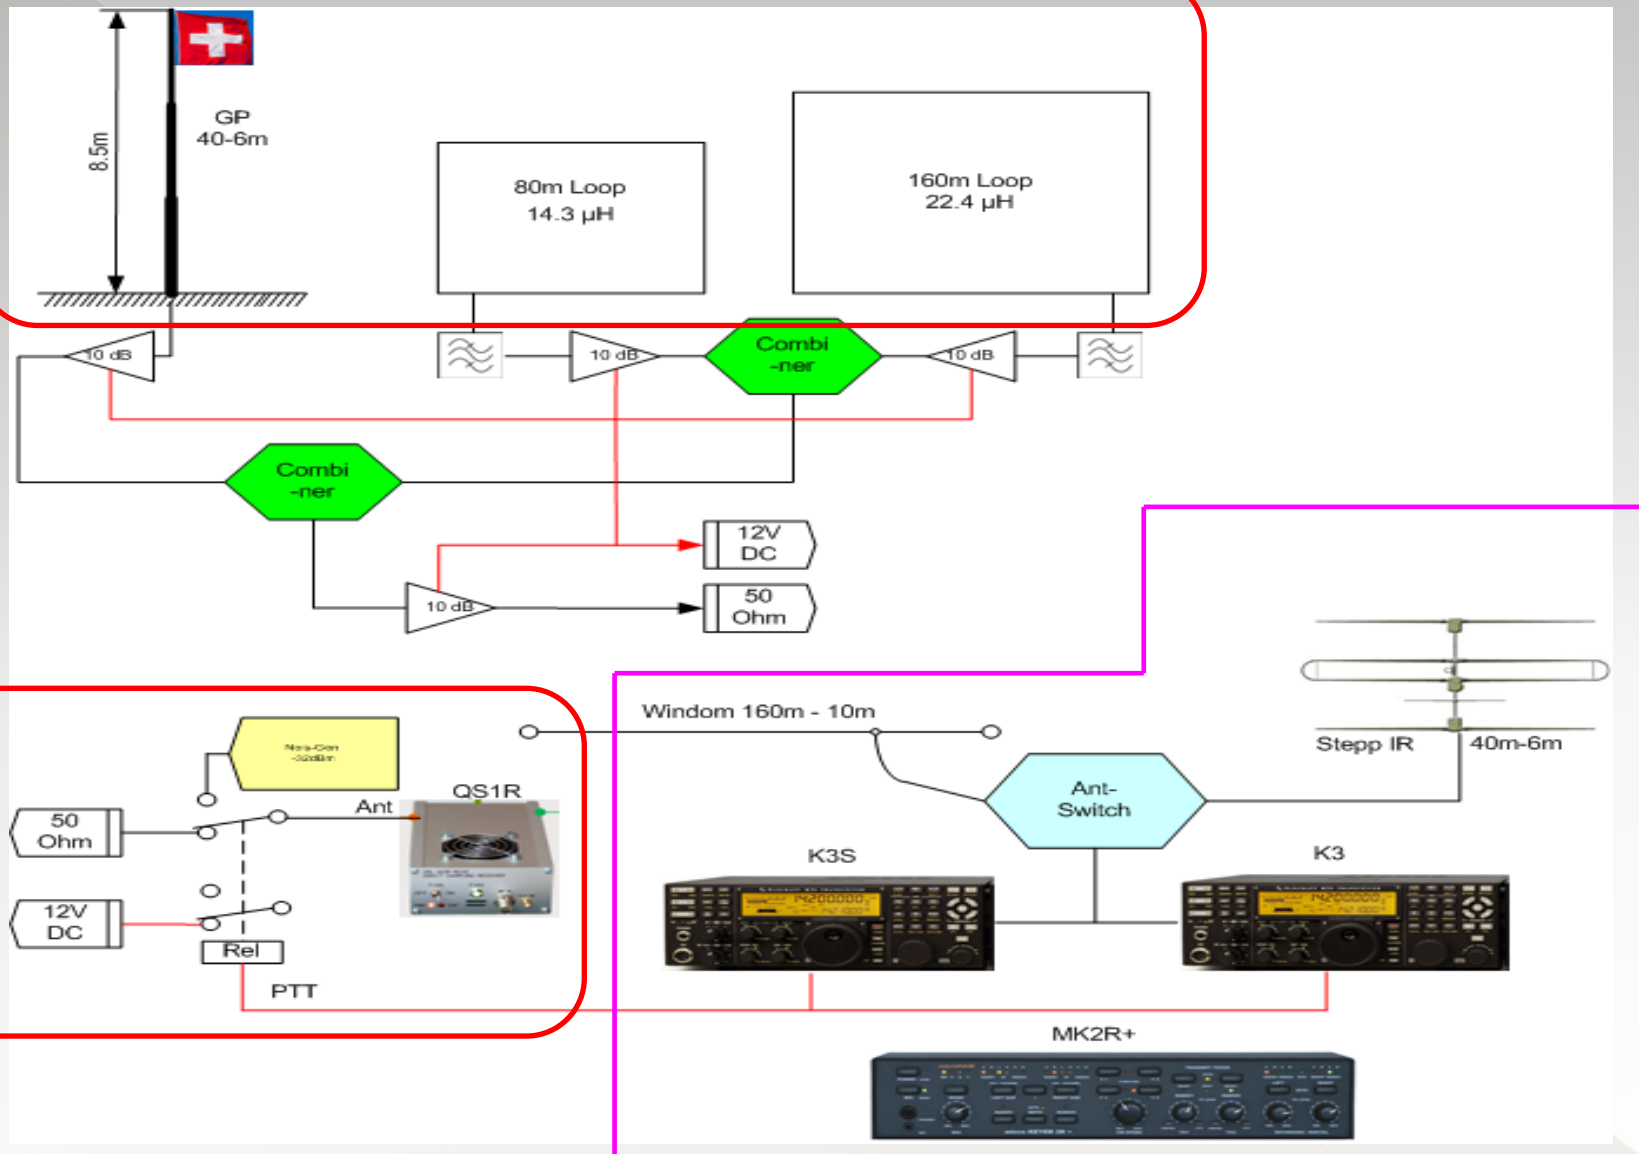 GP
40-6m
8.5m
80m Loop
14.3 µH
160m Loop
22.4 µH
10 dB
10 dB
Combi
-ner
10 dB
Combi
-ner
12V
DC
10 dB
50
Ohm
Windom 160m - 10m
Stepp IR
40m-6m
-32dBm
QS1R
Ant
50
Ohm
Ant-
Switch
K3S
K3
12V
DC
Rel
PTT
MK2R+